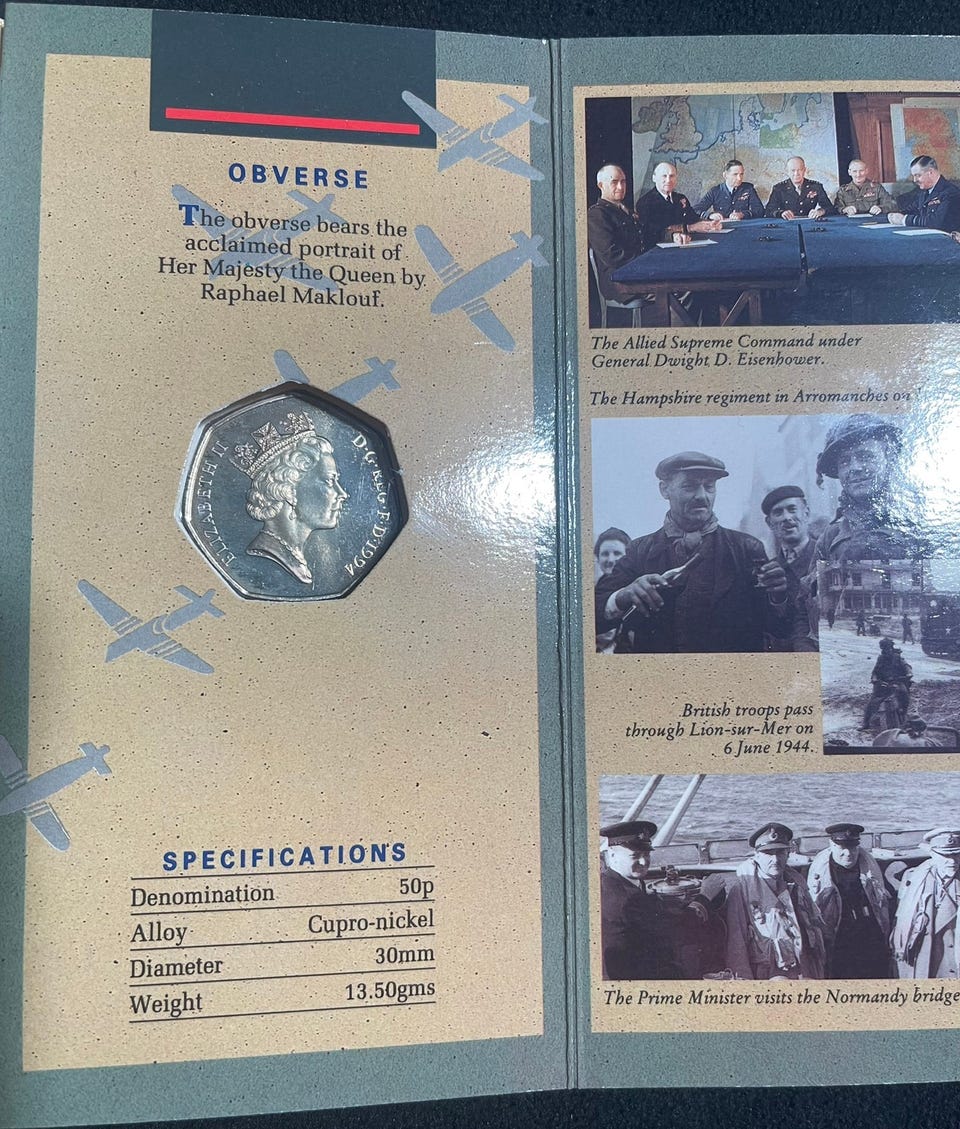 OBVERSE
The obverse bears the
acclaimed portrait of
Her Majesty the Queen by
Raphael Maklouf.
ELIZABETH II
D·G·REG·F·D·1994
SPECIFICATIONS
Denomination 50p
Alloy Cupro-nickel
Diameter 30mm
Weight 13.50gms
The Allied Supreme Command under
General Dwight D. Eisenhower.
The Hampshire regiment in Arromanches on
British troops pass
through Lion-sur-Mer on
6 June 1944.
The Prime Minister visits the Normandy bridge